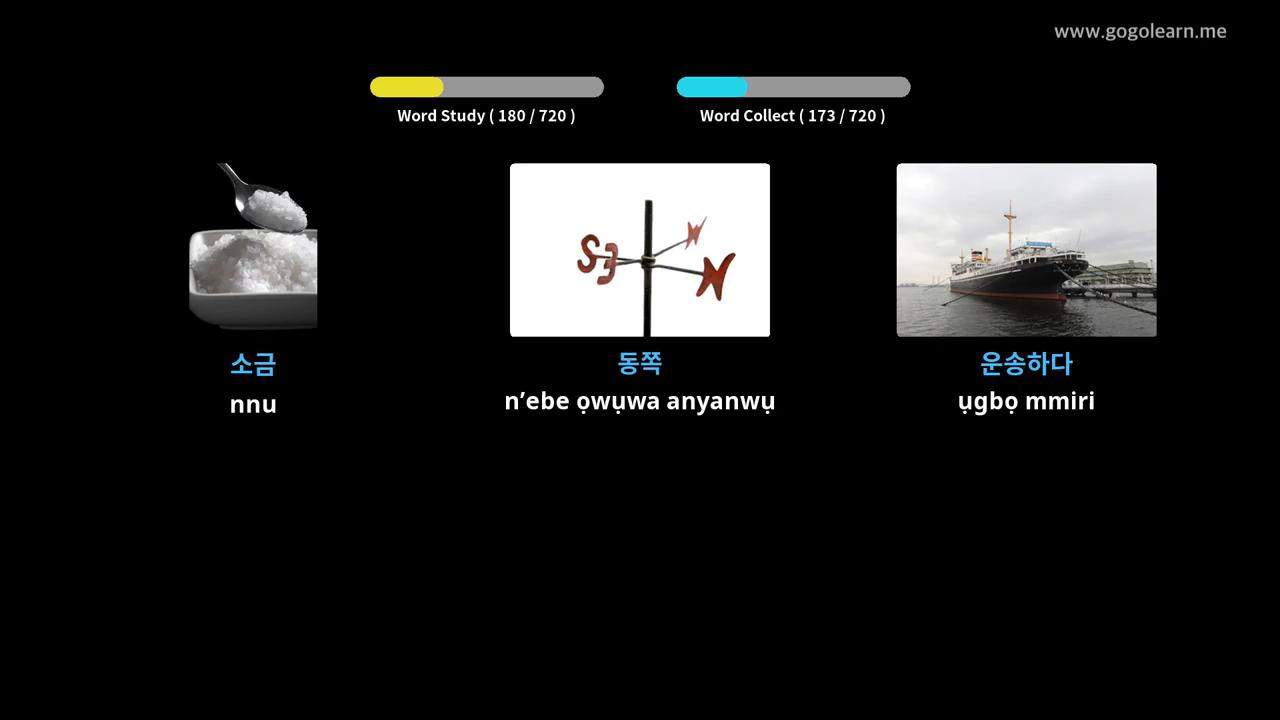 www.gogolearn.me
Word Study ( 180 / 720 )
Word Collect ( 173 / 720 )
소금
nnu
동쪽
n’ebe ọwụwa anyanwụ
운송하다
ụgbọ mmiri
S
E
N
W